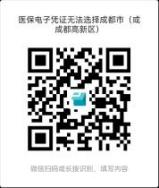 医保电子凭证无法选择成都市（或
成都高新区）
微信扫码或长按识别，填写内容